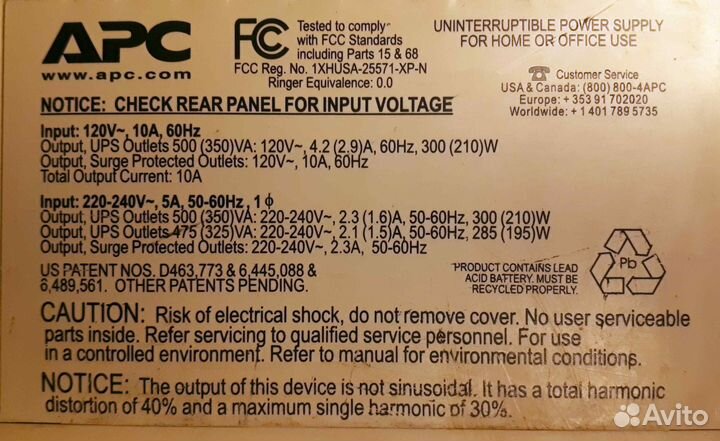 APC
www.apc.com
FC
Tested to comply
with FCC Standards
including Parts 15 & 68
FCC Reg. No. 1XHUSA-25571-XP-N
Ringer Equivalence: 0.0
UNINTERRUPTIBLE POWER SUPPLY
FOR HOME OR OFFICE USE
Customer Service
USA & Canada: (800) 800-4APC
Europe: +353 91 702020
Worldwide: +1 401 789 5735
NOTICE: CHECK REAR PANEL FOR INPUT VOLTAGE
Input: 120V~, 10A, 60Hz
Output, UPS Outlets 500 (350)VA: 120V~, 4.2 (2.9)A, 60Hz, 300 (210)W
Output, Surge Protected Outlets: 120V~, 10A, 60Hz
Total Output Current: 10A
Input: 220-240V~, 5A, 50-60Hz, 1 ϕ
Output, UPS Outlets 500 (350)VA: 220-240V~, 2.3 (1.6)A, 50-60Hz, 300 (210)W
Output, UPS Outlets 475 (325)VA: 220-240V~, 2.1 (1.5)A, 50-60Hz, 285 (195)W
Output, Surge Protected Outlets: 220-240V~, 2.3A, 50-60Hz
US PATENT NOS. D463,773 & 6,445,088 &
6,489,561. OTHER PATENTS PENDING.
PRODUCT CONTAINS LEAD
ACID BATTERY. MUST BE
RECYCLED PROPERLY
Pb
CAUTION: Risk of electrical shock, do not remove cover. No user serviceable
parts inside. Refer servicing to qualified service personnel. For use
in a controlled environment. Refer to manual for environmental conditions.
NOTICE: The output of this device is not sinusoidal. It has a total harmonic
distortion of 40% and a maximum single harmonic of 30%.
Avito